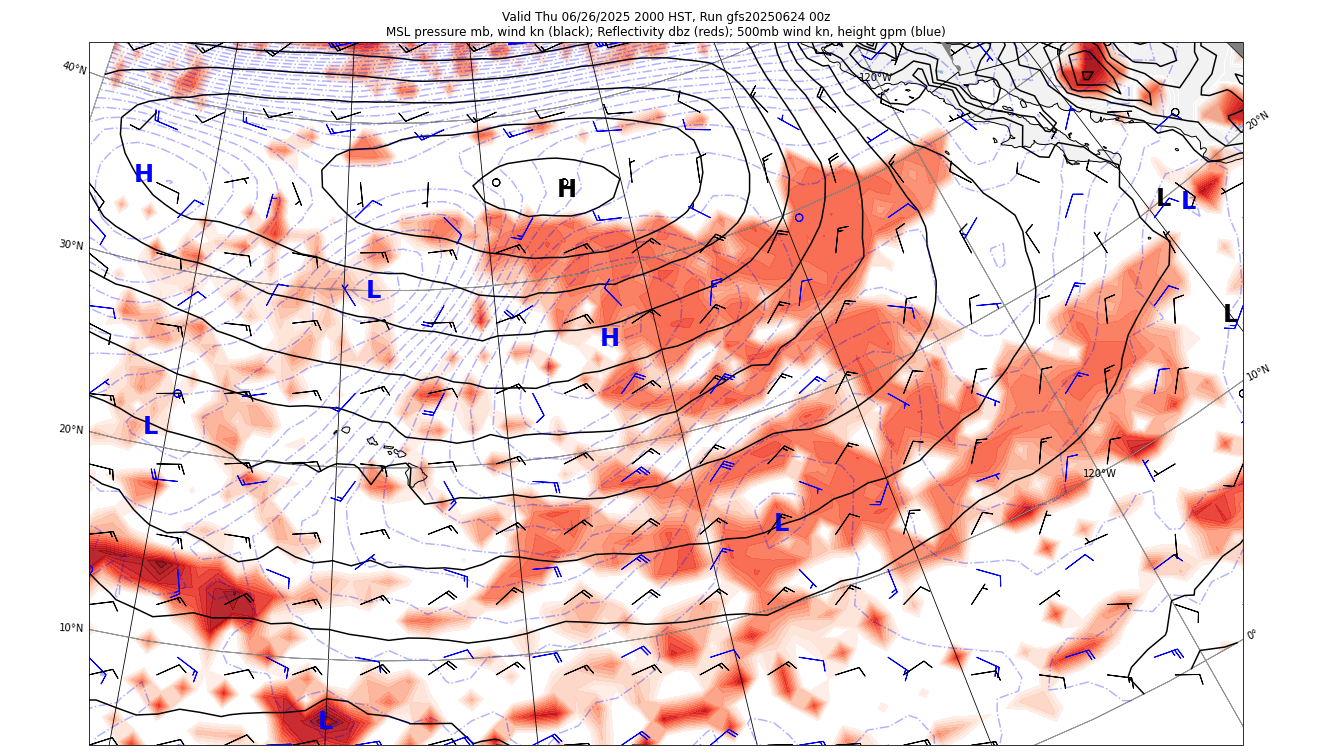 Valid Thu 06/26/2025 2000 HST, Run gfs20250624 00z
MSL pressure mb, wind kn (black); Reflectivity dbz (reds); 500mb wind kn, height gpm (blue)
40°N
120°W
20°N
H
H
L
L
30°N
L
L
H
10°N
L
20°N
120°W
L
10°N
0°
L